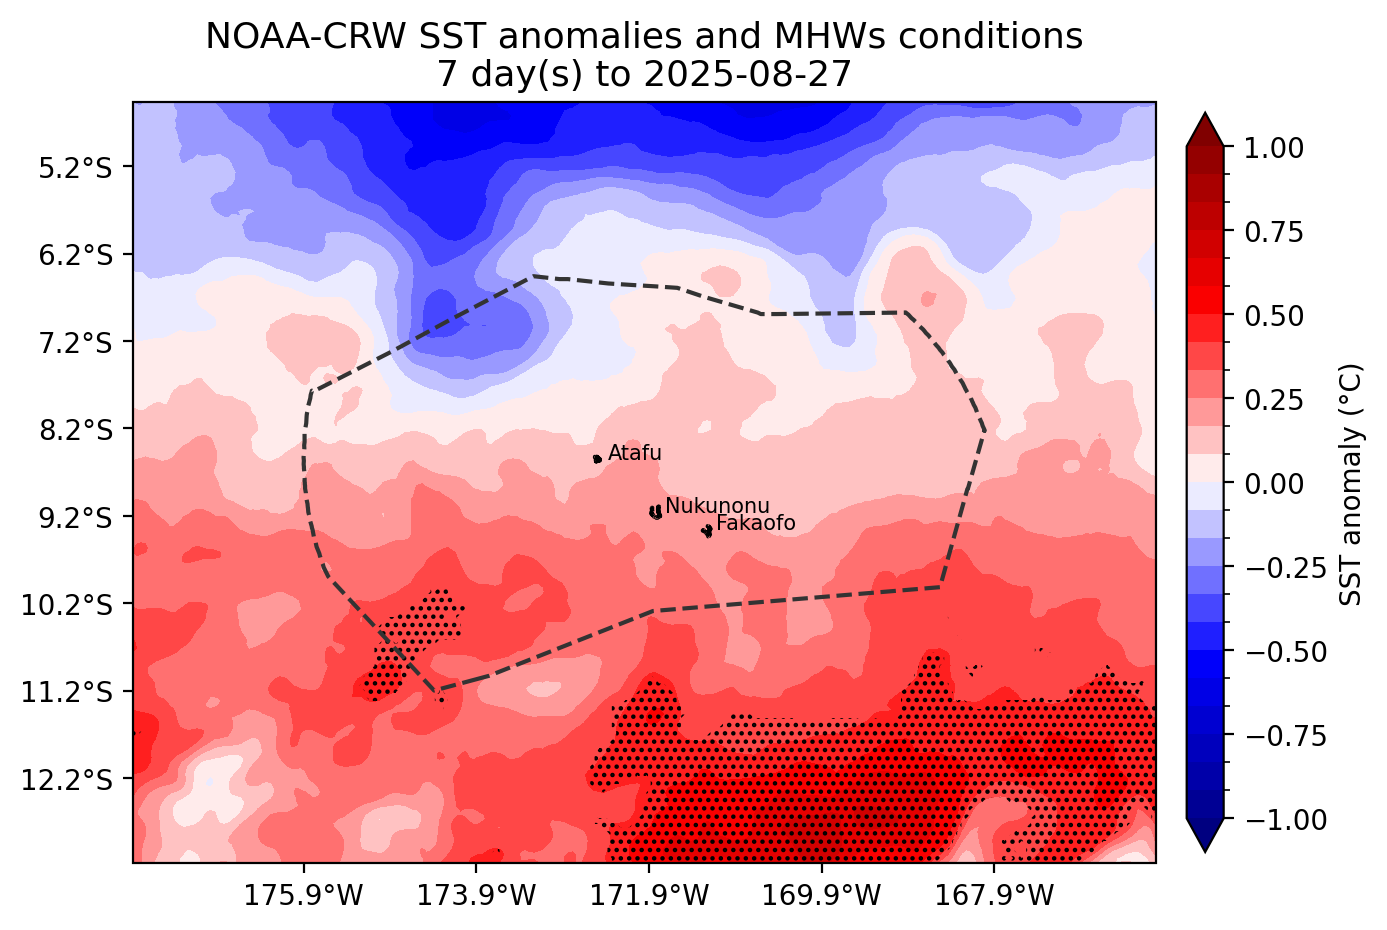 NOAA-CRW SST anomalies and MHWs conditions
7 day(s) to 2025-08-27
5.2°S
6.2°S
7.2°S
8.2°S
9.2°S
10.2°S
11.2°S
12.2°S
Atafu
Nukunonu
Fakaofo
175.9°W
173.9°W
171.9°W
169.9°W
167.9°W
1.00
0.75
0.50
0.25
0.00
−0.25
−0.50
−0.75
−1.00
SST anomaly (°C)